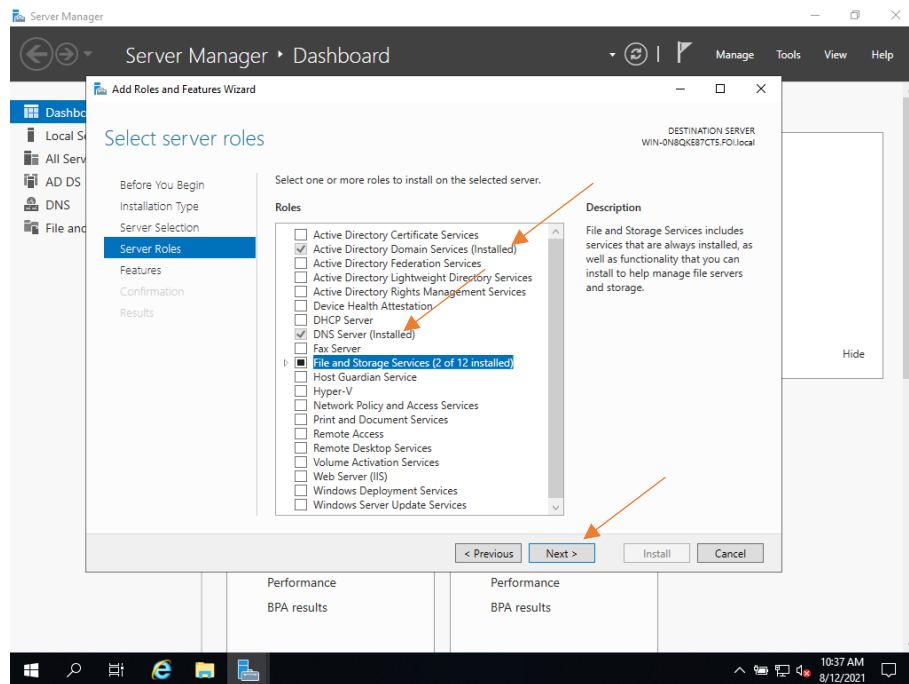 Server Manager
Server Manager ‣ Dashboard
Manage Tools View Help
Dashbc
Local Se
All Serv
AD DS
DNS
File and
Add Roles and Features Wizard
Select server roles
DESTINATION SERVER
WIN-0N8QKE87CTS.FOI.local
Before You Begin
Installation Type
Server Selection
Server Roles
Features
Confirmation
Results
Select one or more roles to install on the selected server.
Roles
Active Directory Certificate Services
Active Directory Domain Services (Installed)
Active Directory Federation Services
Active Directory Lightweight Directory Services
Active Directory Rights Management Services
Device Health Attestation
DHCP Server
DNS Server (Installed)
Fax Server
File and Storage Services (2 of 12 installed)
Host Guardian Service
Hyper-V
Network Policy and Access Services
Print and Document Services
Remote Access
Remote Desktop Services
Volume Activation Services
Web Server (IIS)
Windows Deployment Services
Windows Server Update Services
Description
File and Storage Services includes
services that are always installed, as
well as functionality that you can
install to help manage file servers
and storage.
Hide
< Previous Next > Install Cancel
Performance Performance
BPA results BPA results
10:37 AM
8/12/2021